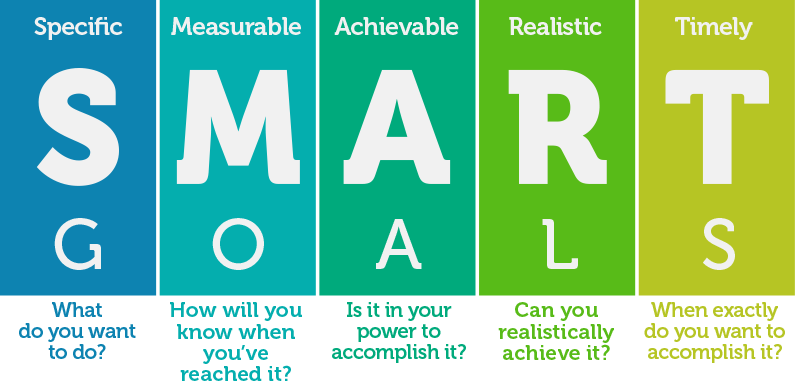 Specific Measurable Achievable Realistic Timely
S M A R T
G O A L S
What
do you want
to do?
How will you
know when
you've
reached it?
Is it in your
power to
accomplish it?
Can you
realistically
achieve it?
When exactly
do you want to
accomplish it?